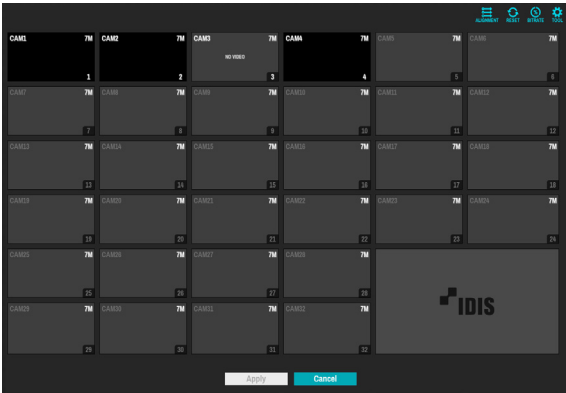 ALIGNMENT RESET BITRATE TOOL
CAM1 7M CAM2 7M CAM3 7M CAM4 7M CAM5 7M CAM6 7M
NO VIDEO
1 2 3 4 5 6
CAM7 7M CAM8 7M CAM9 7M CAM10 7M CAM11 7M CAM12 7M
7 8 9 10 11 12
CAM13 7M CAM14 7M CAM15 7M CAM16 7M CAM17 7M CAM18 7M
13 14 15 16 17 18
CAM19 7M CAM20 7M CAM21 7M CAM22 7M CAM23 7M CAM24 7M
19 20 21 22 23 24
CAM25 7M CAM26 7M CAM27 7M CAM28 7M
25 26 27 28
IDIS
CAM29 7M CAM30 7M CAM31 7M CAM32 7M
29 30 31 32
Apply Cancel